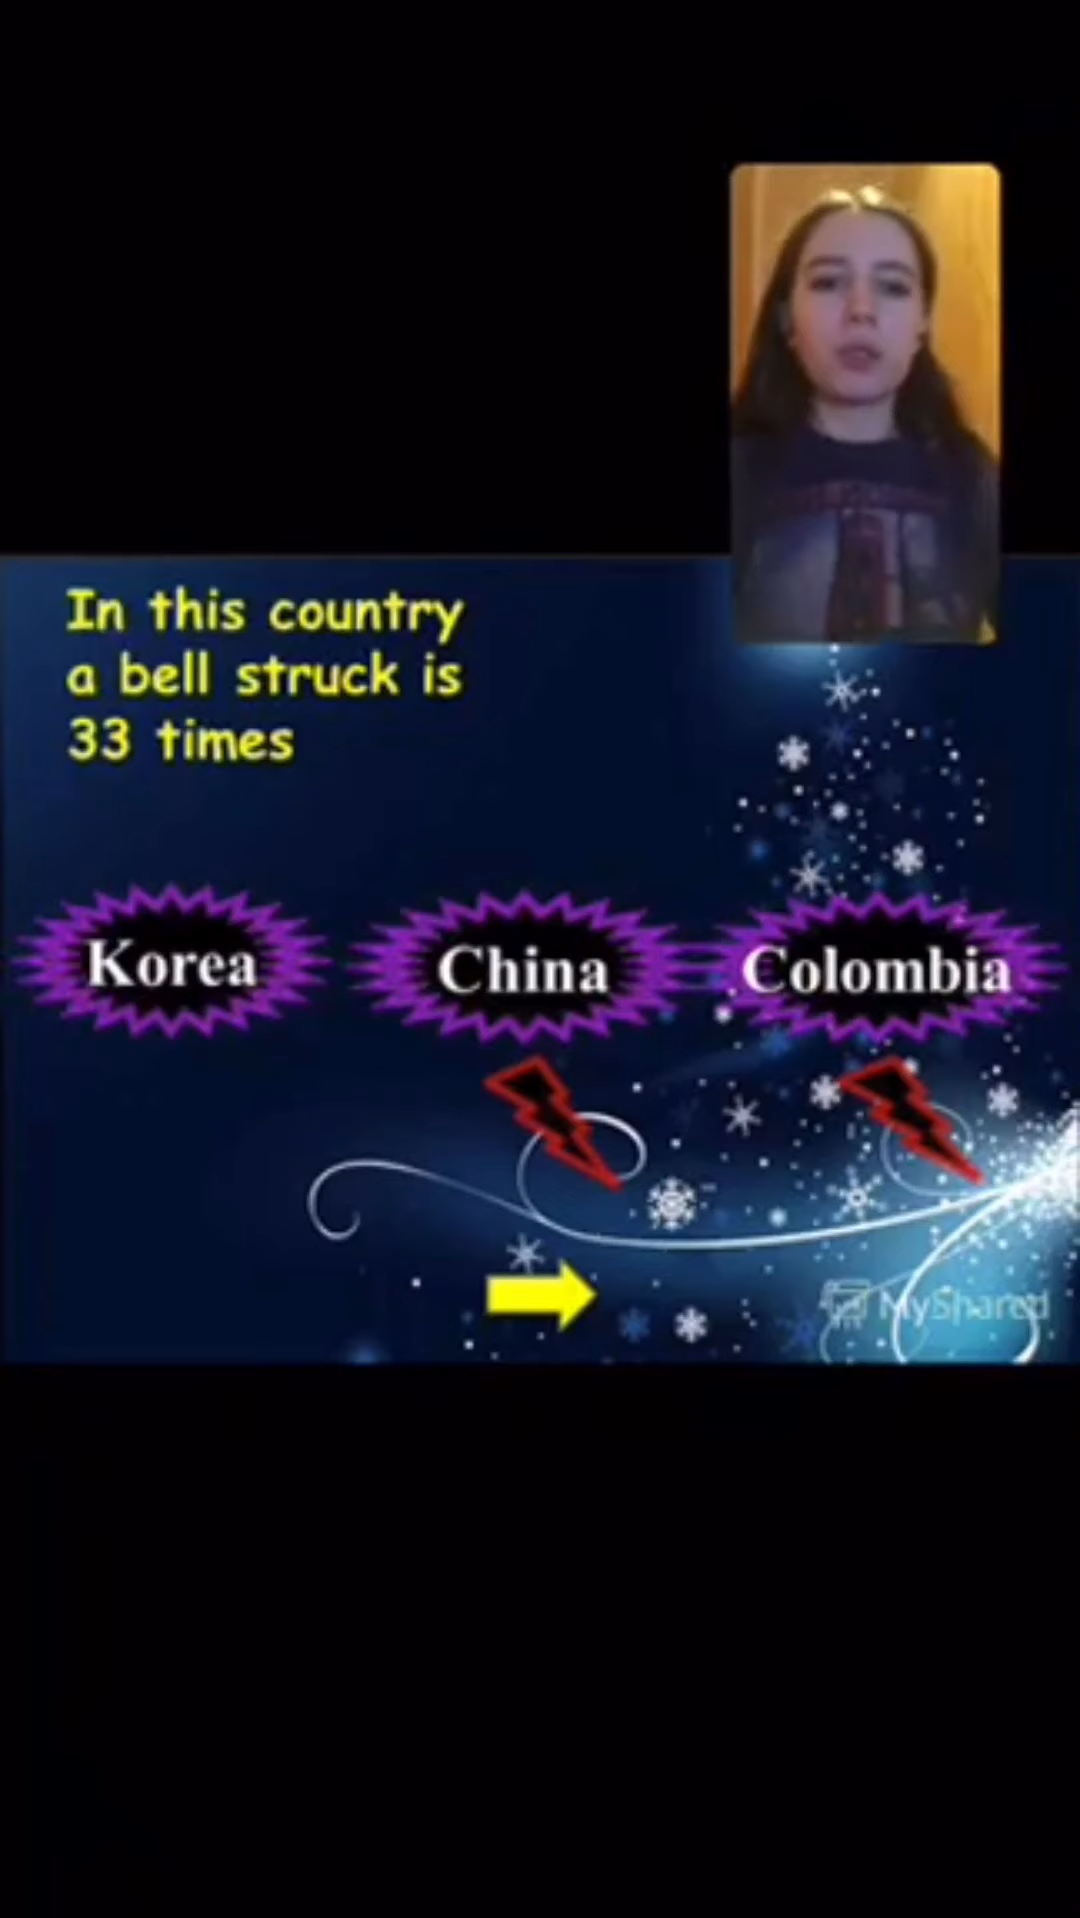 In this country
a bell struck is
33 times
Korea
China
Colombia
MyShared